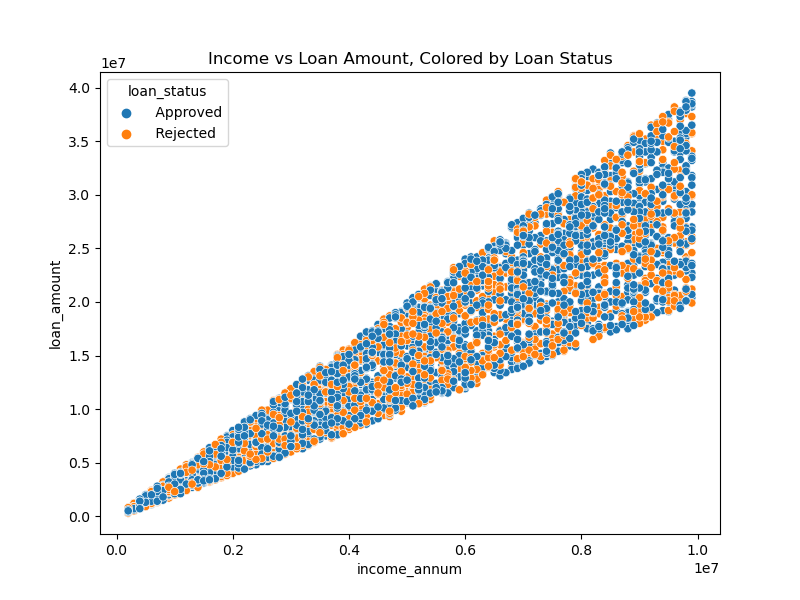 Income vs Loan Amount, Colored by Loan Status
1e7
loan_status
Approved
Rejected
4.0
3.5
3.0
2.5
2.0
1.5
1.0
0.5
0.0
loan_amount
0.0 0.2 0.4 0.6 0.8 1.0
1e7
income_annum